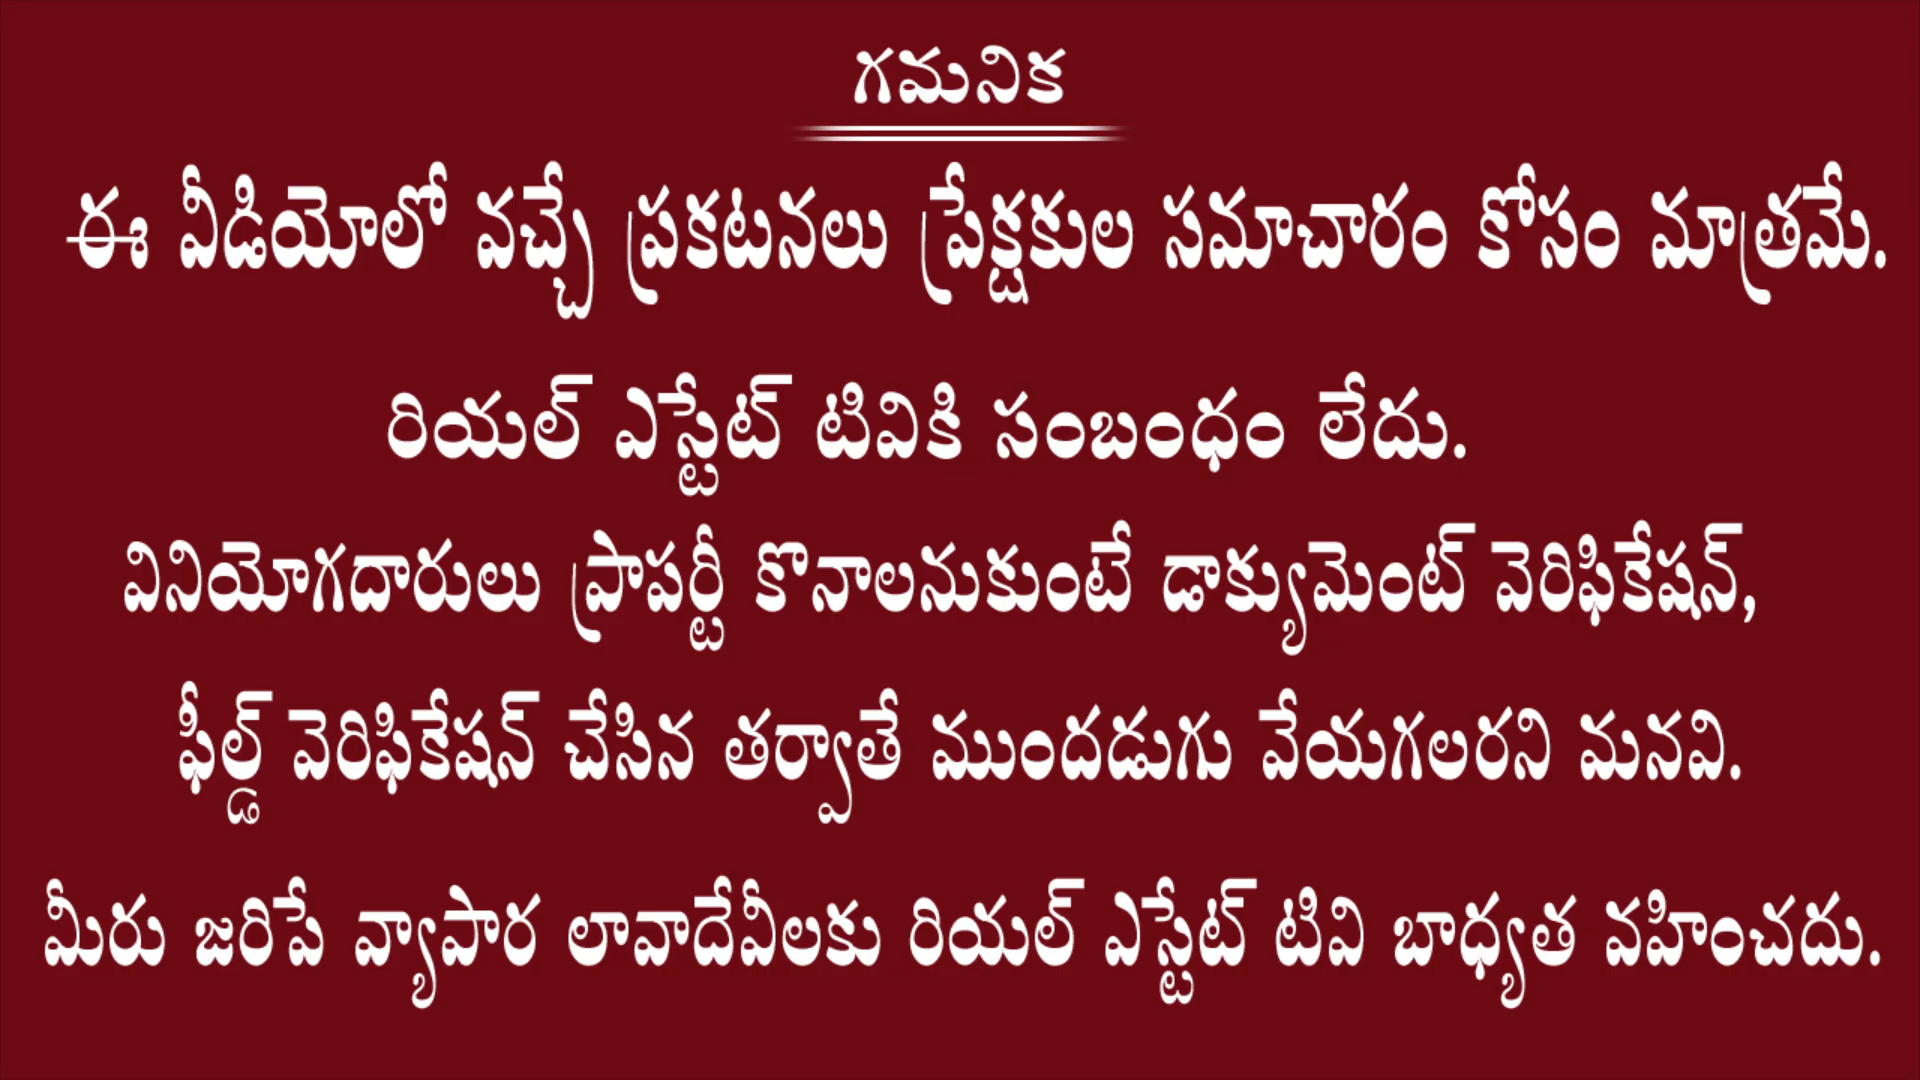 గమనిక
ఈ వీడియోలో వచ్చే ప్రకటనలు ప్రేక్షకుల సమాచారం కోసం మాత్రమే.
రియల్ ఎస్టేట్ టివికి సంబంధం లేదు.
వినియోగదారులు ప్రాపర్టీ కొనాలనుకుంటే డాక్యుమెంట్ వెరిఫికేషన్,
ఫీల్డ్ వెరిఫికేషన్ చేసిన తర్వాతే ముందడుగు వేయగలరని మనవి.
మీరు జరిపే వ్యాపార లావాదేవీలకు రియల్ ఎస్టేట్ టివి బాధ్యత వహించదు.